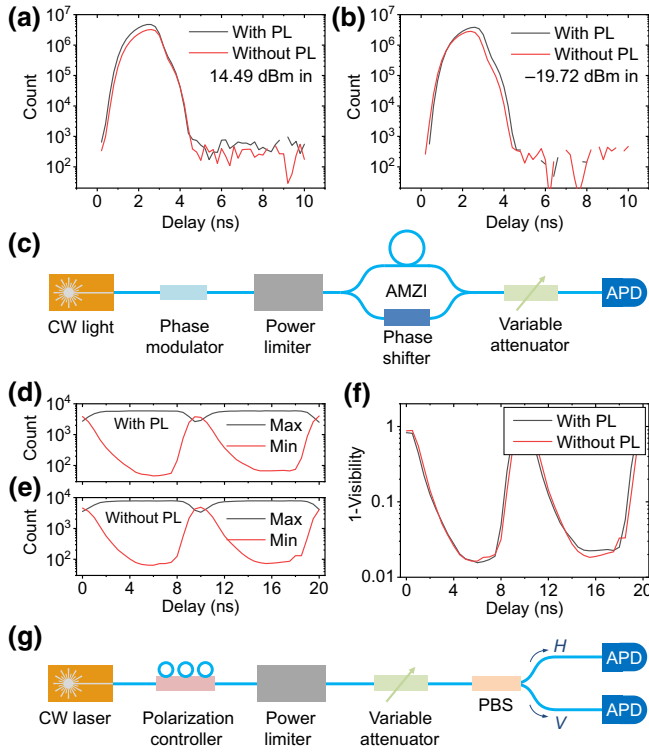 (a)
10^7
10^6
10^5
10^4
10^3
10^2
Count
With PL
Without PL
14.49 dBm in
0 2 4 6 8 10
Delay (ns)
(b)
10^7
10^6
10^5
10^4
10^3
10^2
Count
With PL
Without PL
−19.72 dBm in
0 2 4 6 8 10
Delay (ns)
(c)
AMZI
APD
CW light
Phase
modulator
Power
limiter
Phase
shifter
Variable
attenuator
(d)
10^4
10^3
10^2
Count
With PL
Max
Min
(e)
10^4
10^3
10^2
Count
Without PL
Max
Min
0 4 8 12 16 20
Delay (ns)
(f)
1
0.1
0.01
1-Visibility
With PL
Without PL
0 4 8 12 16 20
Delay (ns)
(g)
H
APD
V
APD
CW laser
Polarization
controller
Power
limiter
Variable
attenuator
PBS